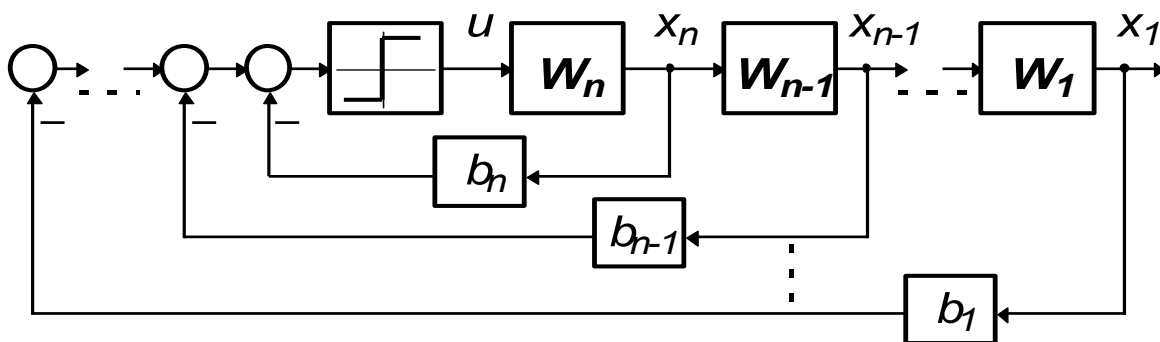 u
x_n
x_{n-1}
x_1
W_n
W_{n-1}
W_1
–
–
–
b_n
b_{n-1}
b_1